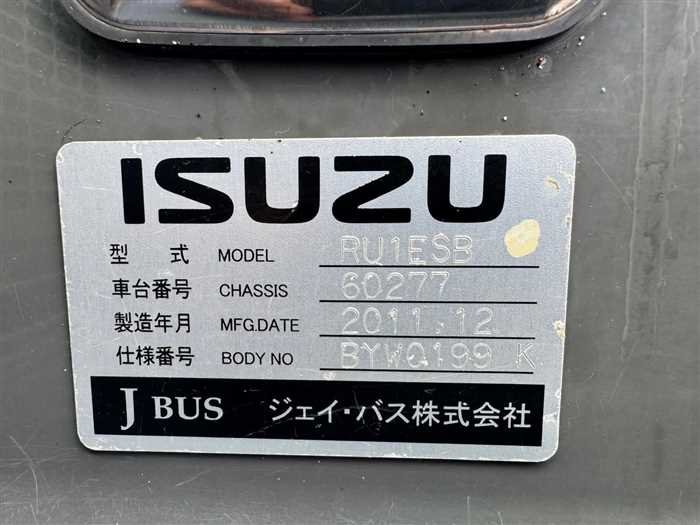 ISUZU
型 式 MODEL RU1ESB
車台番号 CHASSIS 60277
製造年月 MFG.DATE 2011.12
仕様番号 BODY NO BYWQ199 K
J BUS ジェイ・バス株式会社